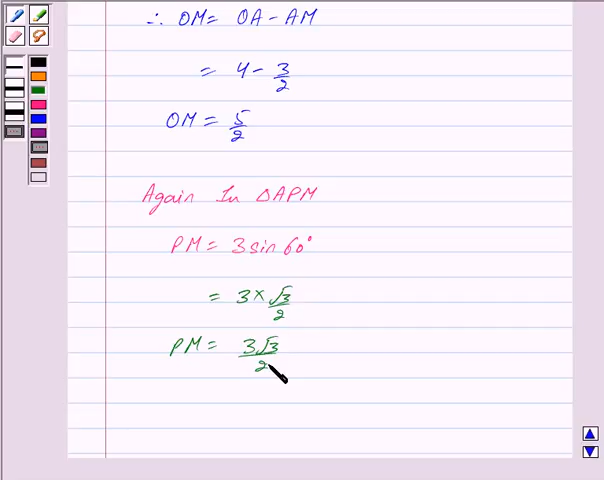 ∴ OM = OA - AM
= 4 - 3/2
OM = 5/2
Again In △APM
PM = 3 sin 60°
= 3 × √3/2
PM = 3√3/2